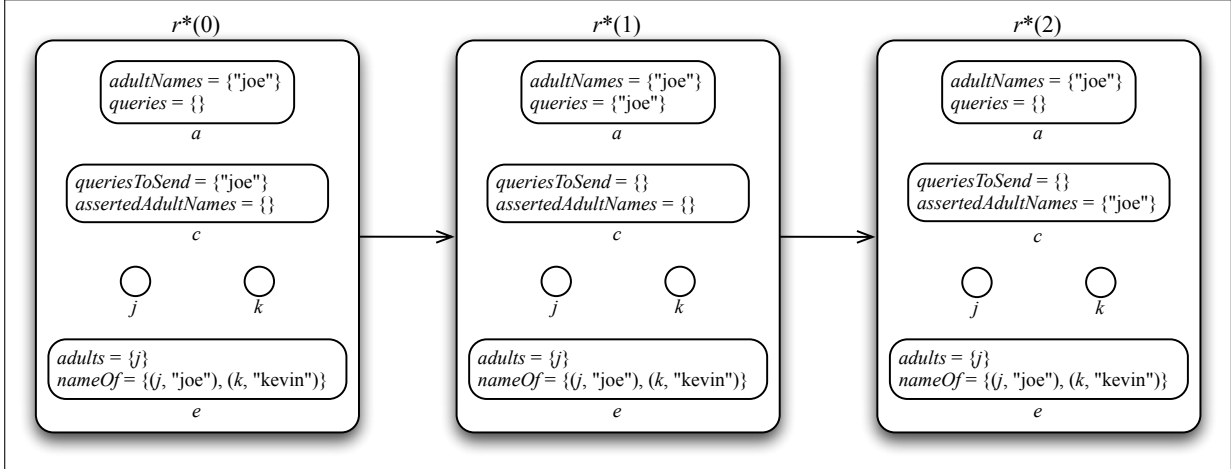 r*(0)
adultNames = {"joe"}
queries = {}
a
queriesToSend = {"joe"}
assertedAdultNames = {}
c
j
k
adults = {j}
nameOf = {(j, "joe"), (k, "kevin")}
e
r*(1)
adultNames = {"joe"}
queries = {"joe"}
a
queriesToSend = {}
assertedAdultNames = {}
c
j
k
adults = {j}
nameOf = {(j, "joe"), (k, "kevin")}
e
r*(2)
adultNames = {"joe"}
queries = {}
a
queriesToSend = {}
assertedAdultNames = {"joe"}
c
j
k
adults = {j}
nameOf = {(j, "joe"), (k, "kevin")}
e